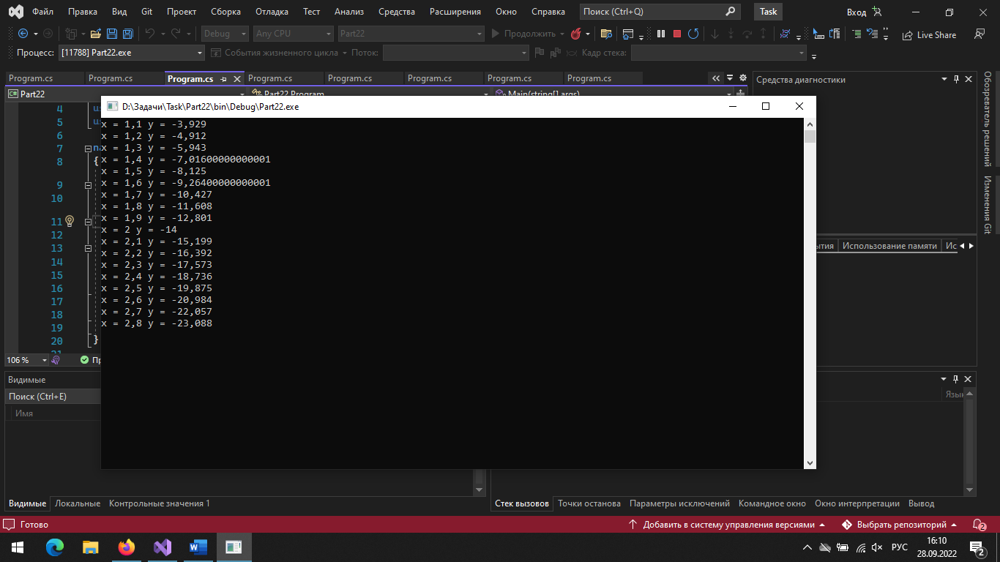 Файл Правка Вид Git Проект Сборка Отладка Тест Анализ Средства Расширения Окно Справка Поиск (Ctrl+Q) Task Вход
Debug Any CPU Part22 Продолжить Live Share
Процесс: [11788] Part22.exe События жизненного цикла Поток: Кадр стека:
Program.cs Program.cs Program.cs Program.cs Program.cs Program.cs Program.cs Program.cs
Средства диагностики
Part22 Part22.Program Main(string[] args)
D:\Задачи\Task\Part22\bin\Debug\Part22.exe
x = 1,1 y = -3,929
x = 1,2 y = -4,912
x = 1,3 y = -5,943
x = 1,4 y = -7,01600000000001
x = 1,5 y = -8,125
x = 1,6 y = -9,26400000000001
x = 1,7 y = -10,427
x = 1,8 y = -11,608
x = 1,9 y = -12,801
x = 2 y = -14
x = 2,1 y = -15,199
x = 2,2 y = -16,392
x = 2,3 y = -17,573
x = 2,4 y = -18,736
x = 2,5 y = -19,875
x = 2,6 y = -20,984
x = 2,7 y = -22,057
x = 2,8 y = -23,088
4
5
6
7
8
9
10
11
12
13
14
15
16
17
18
19
20 }
Использование памяти
Обозреватель решений
Изменения Git
106 %
Видимые
Поиск (Ctrl+E)
Имя
Видимые Локальные Контрольные значения 1
Стек вызовов Точки останова Параметры исключений Командное окно Окно интерпретации Вывод
Готово Добавить в систему управления версиями Выбрать репозиторий 2
РУС 16:10
28.09.2022 2